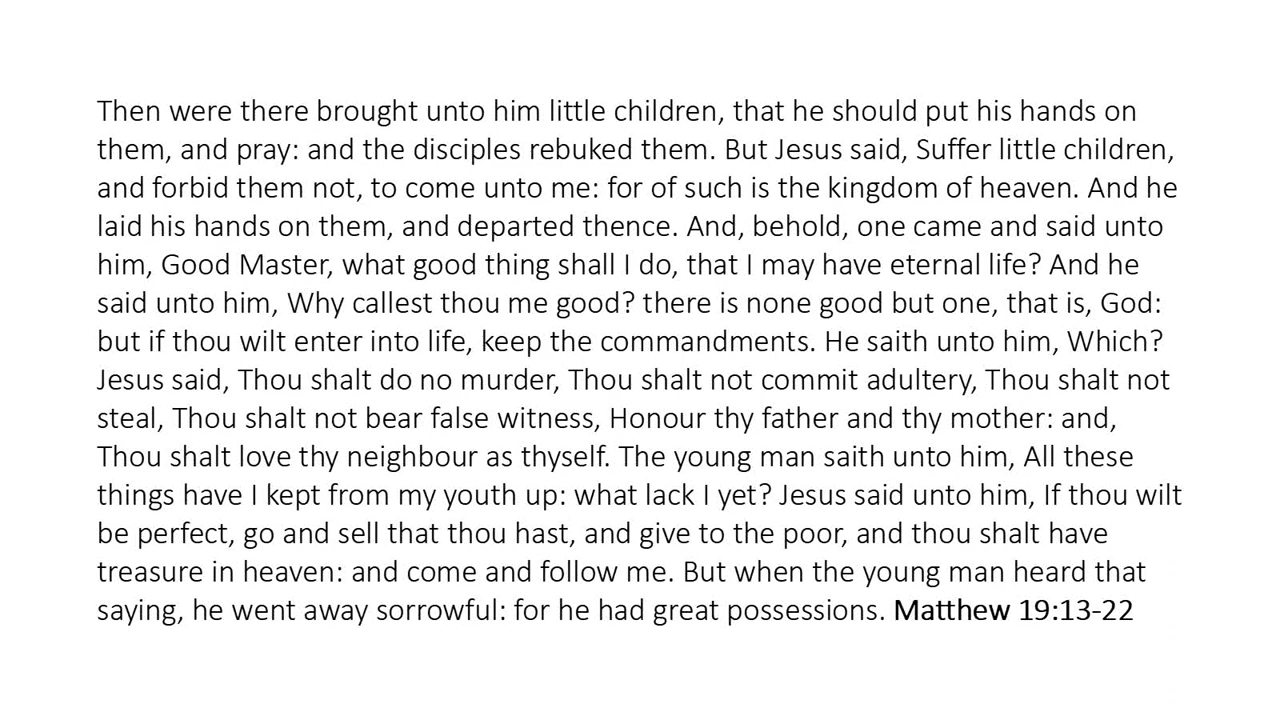 Then were there brought unto him little children, that he should put his hands on
them, and pray: and the disciples rebuked them. But Jesus said, Suffer little children,
and forbid them not, to come unto me: for of such is the kingdom of heaven. And he
laid his hands on them, and departed thence. And, behold, one came and said unto
him, Good Master, what good thing shall I do, that I may have eternal life? And he
said unto him, Why callest thou me good? there is none good but one, that is, God:
but if thou wilt enter into life, keep the commandments. He saith unto him, Which?
Jesus said, Thou shalt do no murder, Thou shalt not commit adultery, Thou shalt not
steal, Thou shalt not bear false witness, Honour thy father and thy mother: and,
Thou shalt love thy neighbour as thyself. The young man saith unto him, All these
things have I kept from my youth up: what lack I yet? Jesus said unto him, If thou wilt
be perfect, go and sell that thou hast, and give to the poor, and thou shalt have
treasure in heaven: and come and follow me. But when the young man heard that
saying, he went away sorrowful: for he had great possessions. Matthew 19:13-22